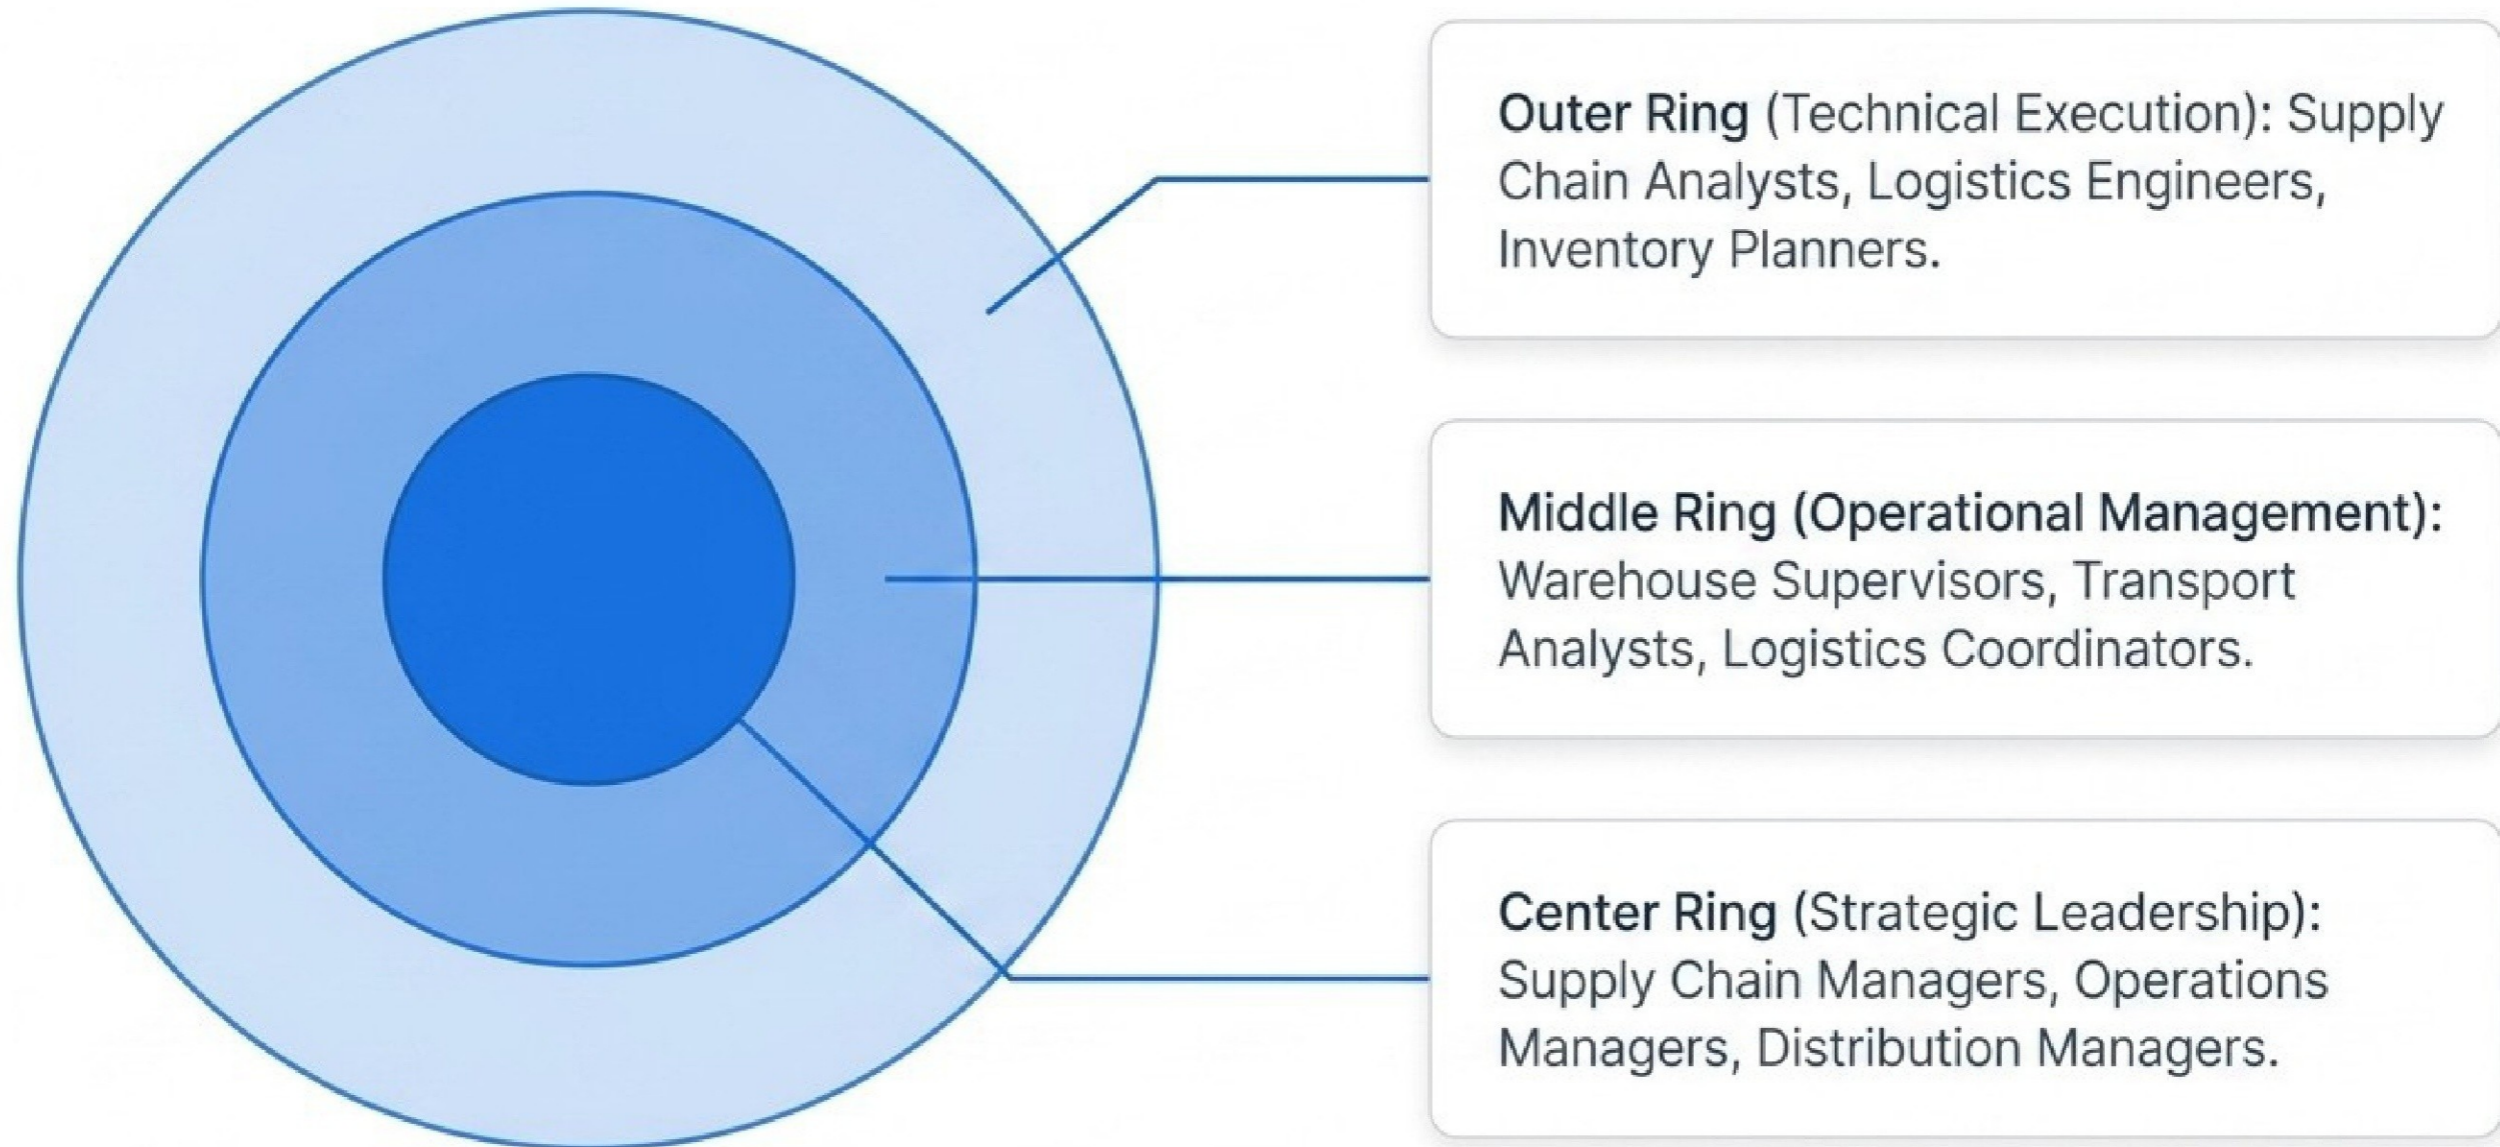 Outer Ring (Technical Execution): Supply
Chain Analysts, Logistics Engineers,
Inventory Planners.
Middle Ring (Operational Management):
Warehouse Supervisors, Transport
Analysts, Logistics Coordinators.
Center Ring (Strategic Leadership):
Supply Chain Managers, Operations
Managers, Distribution Managers.